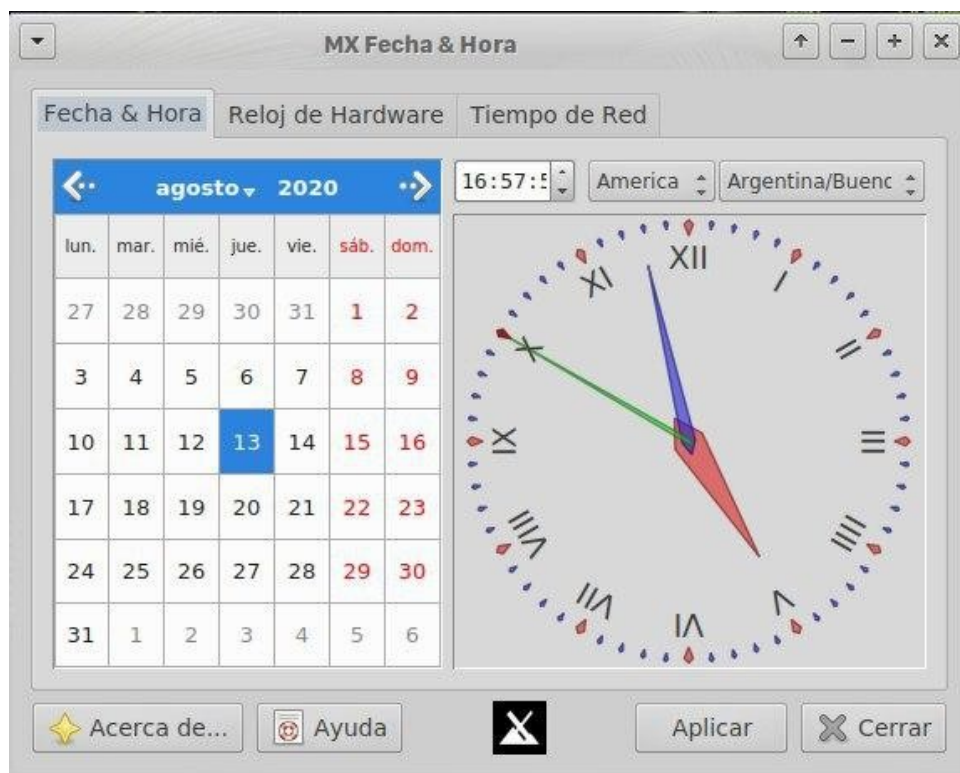 MX Fecha & Hora
Fecha & Hora Reloj de Hardware Tiempo de Red
agosto 2020
16:57:5 America Argentina/Buenc
lun. mar. mié. jue. vie. sáb. dom.
27 28 29 30 31 1 2
3 4 5 6 7 8 9
10 11 12 13 14 15 16
17 18 19 20 21 22 23
24 25 26 27 28 29 30
31 1 2 3 4 5 6
XII
I
II
III
IIII
V
VI
VII
VIII
IX
X
XI
Acerca de... Ayuda Aplicar Cerrar